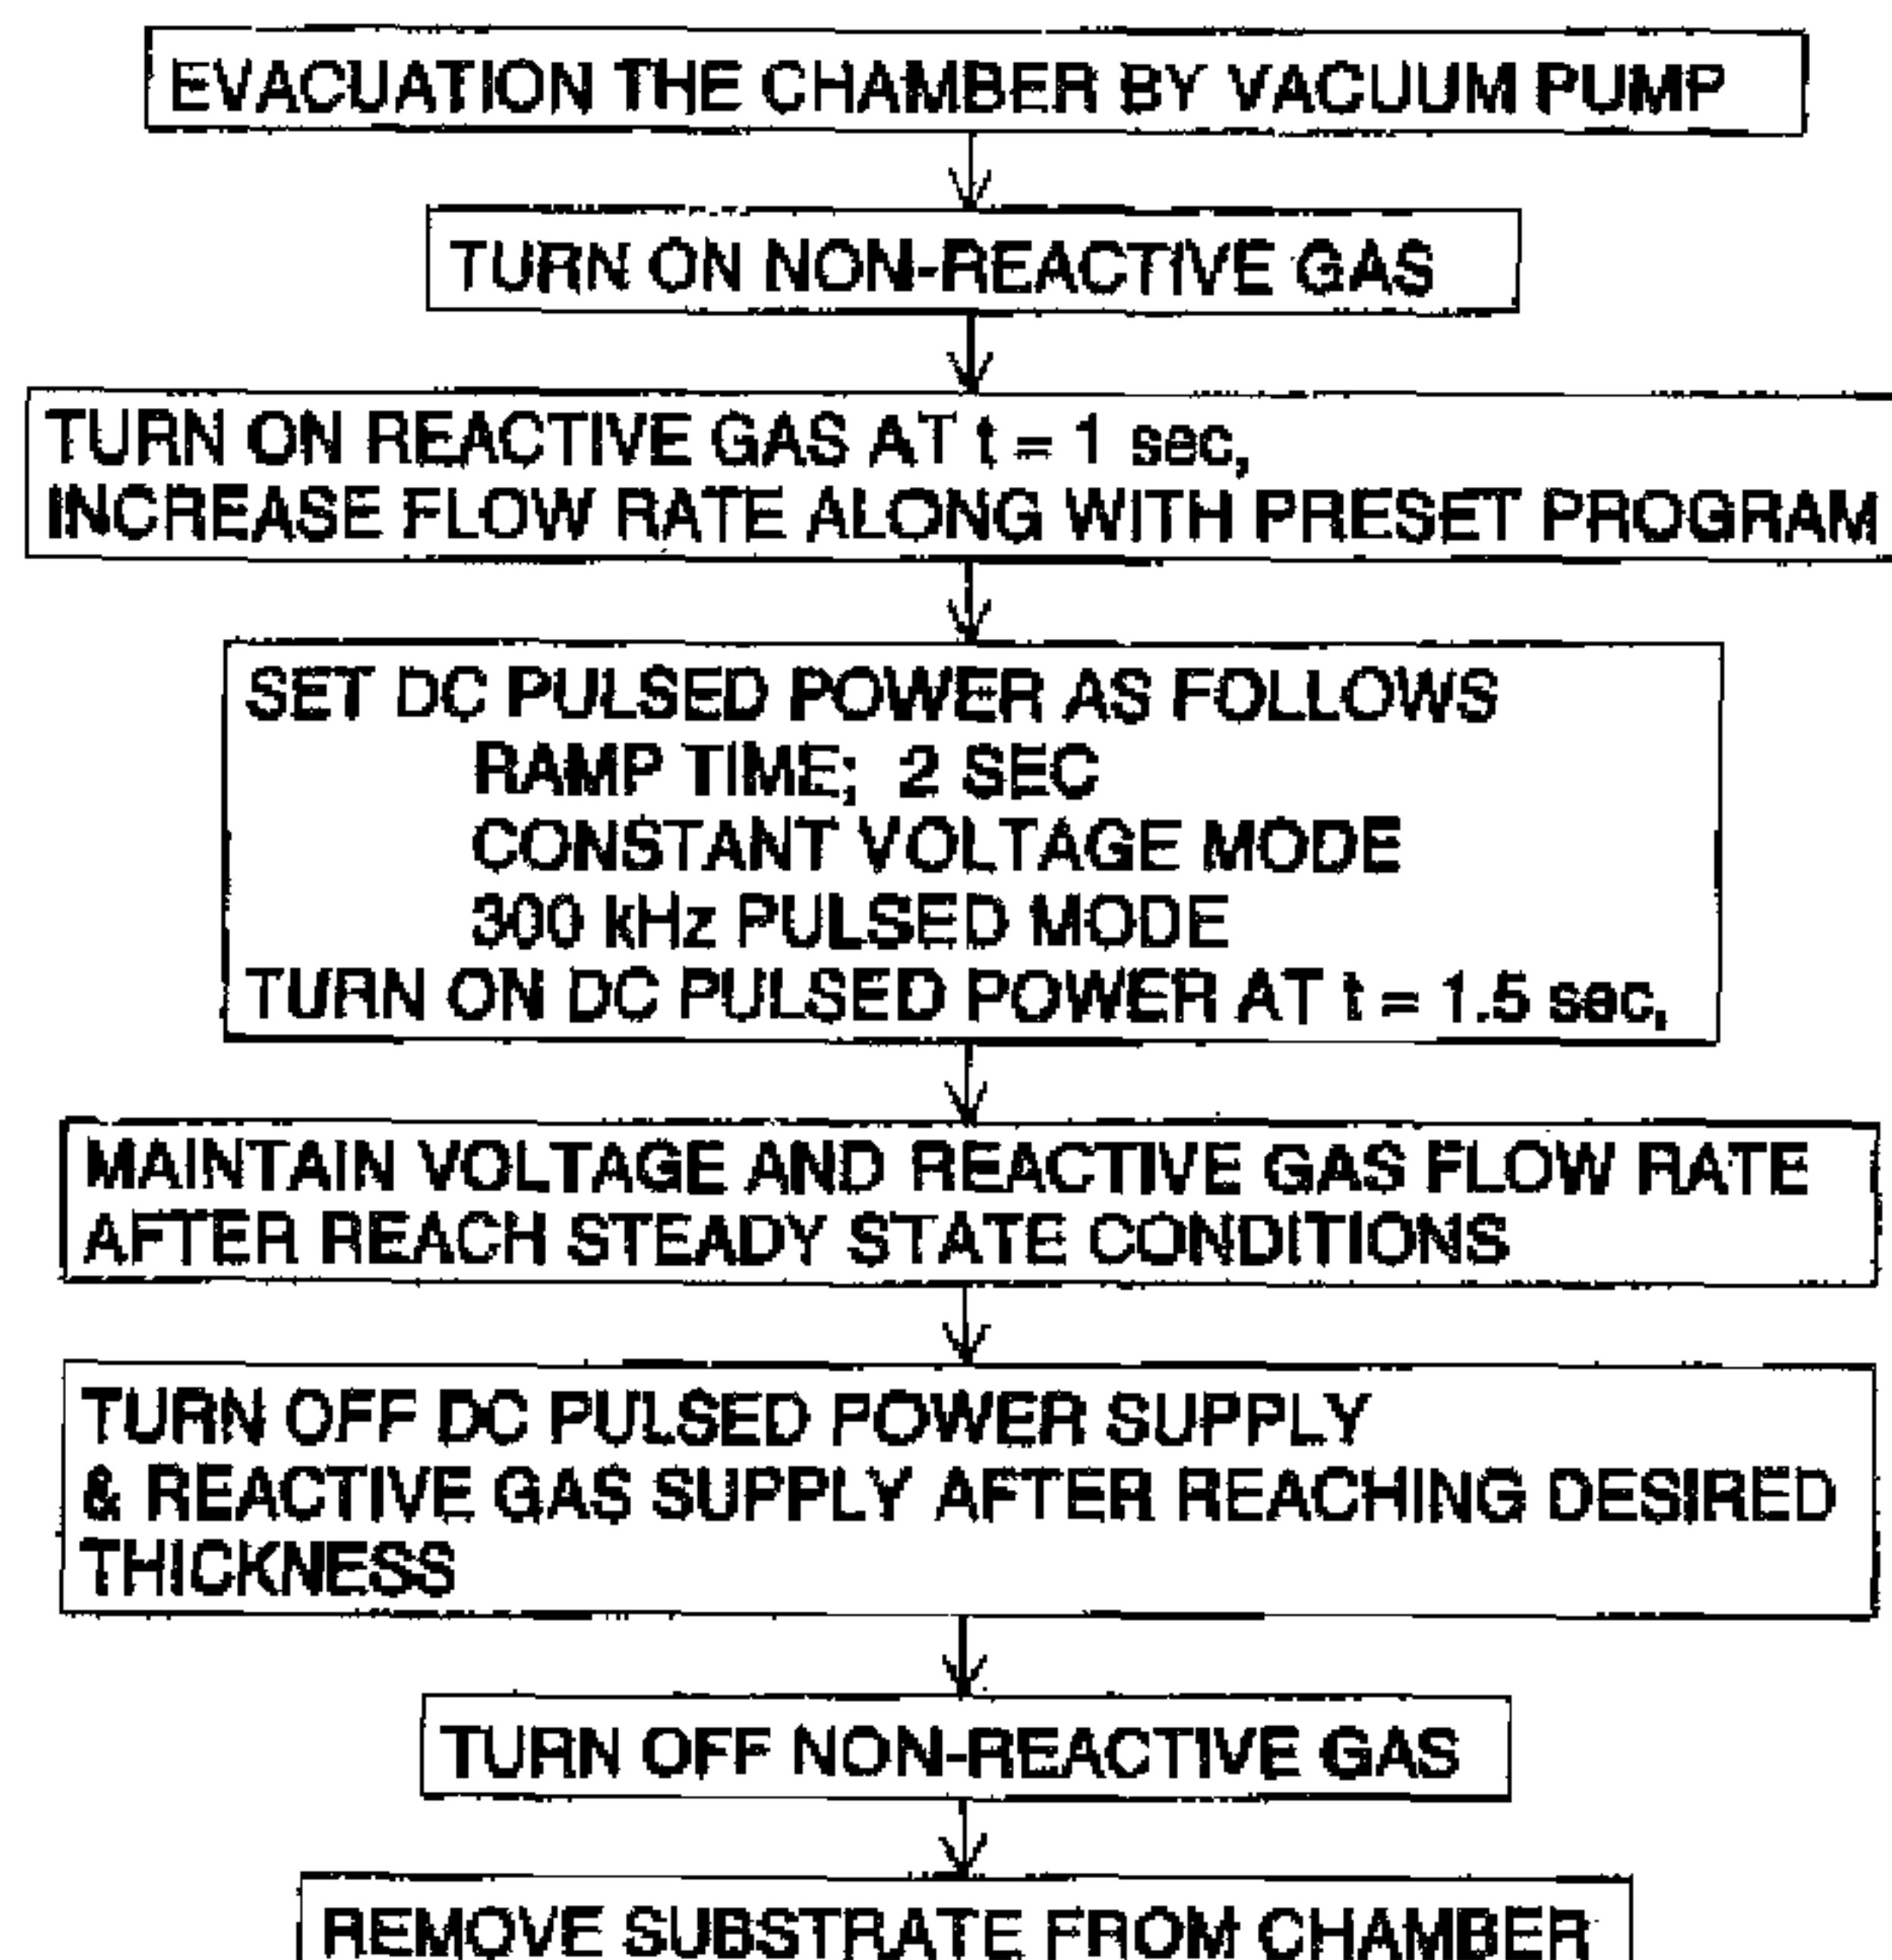 EVACUATION THE CHAMBER BY VACUUM PUMP
TURN ON NON-REACTIVE GAS
TURN ON REACTIVE GAS AT t = 1 sec,
INCREASE FLOW RATE ALONG WITH PRESET PROGRAM
SET DC PULSED POWER AS FOLLOWS
RAMP TIME; 2 SEC
CONSTANT VOLTAGE MODE
300 kHz PULSED MODE
TURN ON DC PULSED POWER AT t = 1.5 sec,
MAINTAIN VOLTAGE AND REACTIVE GAS FLOW RATE
AFTER REACH STEADY STATE CONDITIONS
TURN OFF DC PULSED POWER SUPPLY
& REACTIVE GAS SUPPLY AFTER REACHING DESIRED
THICKNESS
TURN OFF NON-REACTIVE GAS
REMOVE SUBSTRATE FROM CHAMBER